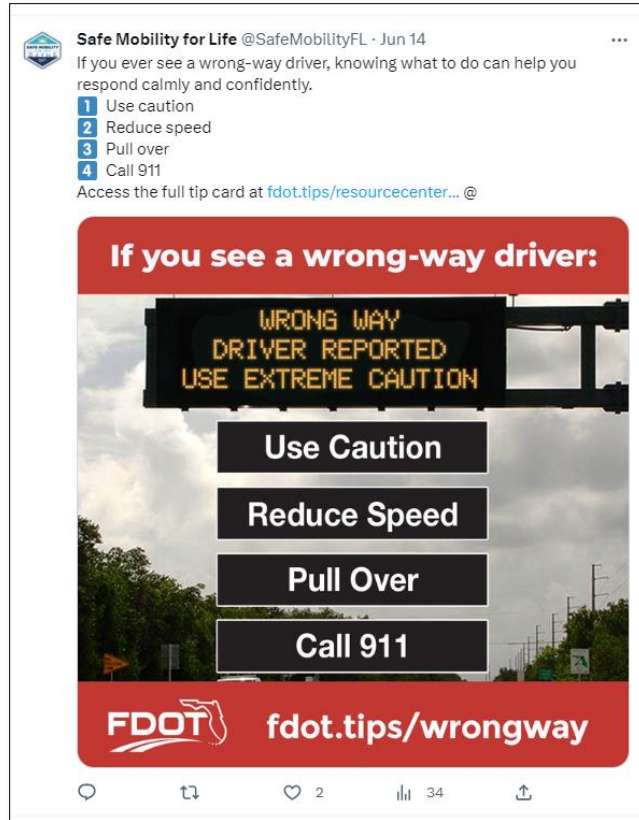 Safe Mobility for Life @SafeMobilityFL · Jun 14
If you ever see a wrong-way driver, knowing what to do can help you
respond calmly and confidently.
1 Use caution
2 Reduce speed
3 Pull over
4 Call 911
Access the full tip card at fdot.tips/resourcecenter... @
If you see a wrong-way driver:
WRONG WAY
DRIVER REPORTED
USE EXTREME CAUTION
Use Caution
Reduce Speed
Pull Over
Call 911
FDOT fdot.tips/wrongway
2 34